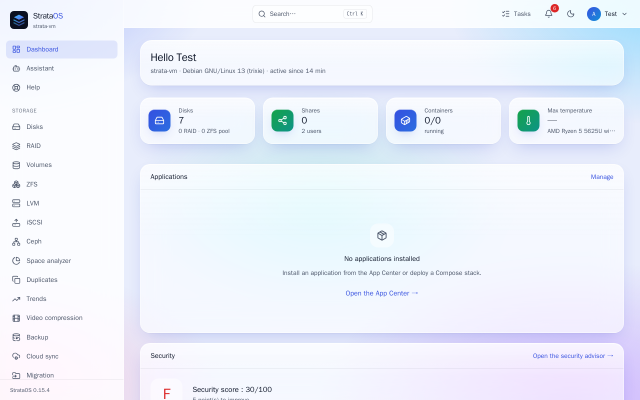 StrataOS
strata-vm
Search…
Ctrl K
Tasks
6
A
Test
Dashboard
Assistant
Help
STORAGE
Disks
RAID
Volumes
ZFS
LVM
iSCSI
Ceph
Space analyzer
Duplicates
Trends
Video compression
Backup
Cloud sync
Migration
StrataOS 0.15.4
Hello Test
strata-vm · Debian GNU/Linux 13 (trixie) · active since 14 min
Disks
7
0 RAID · 0 ZFS pool
Shares
0
2 users
Containers
0/0
running
Max temperature
—
AMD Ryzen 5 5625U wi…
Applications
Manage
No applications installed
Install an application from the App Center or deploy a Compose stack.
Open the App Center →
Security
Open the security advisor →
F
Security score : 30/100